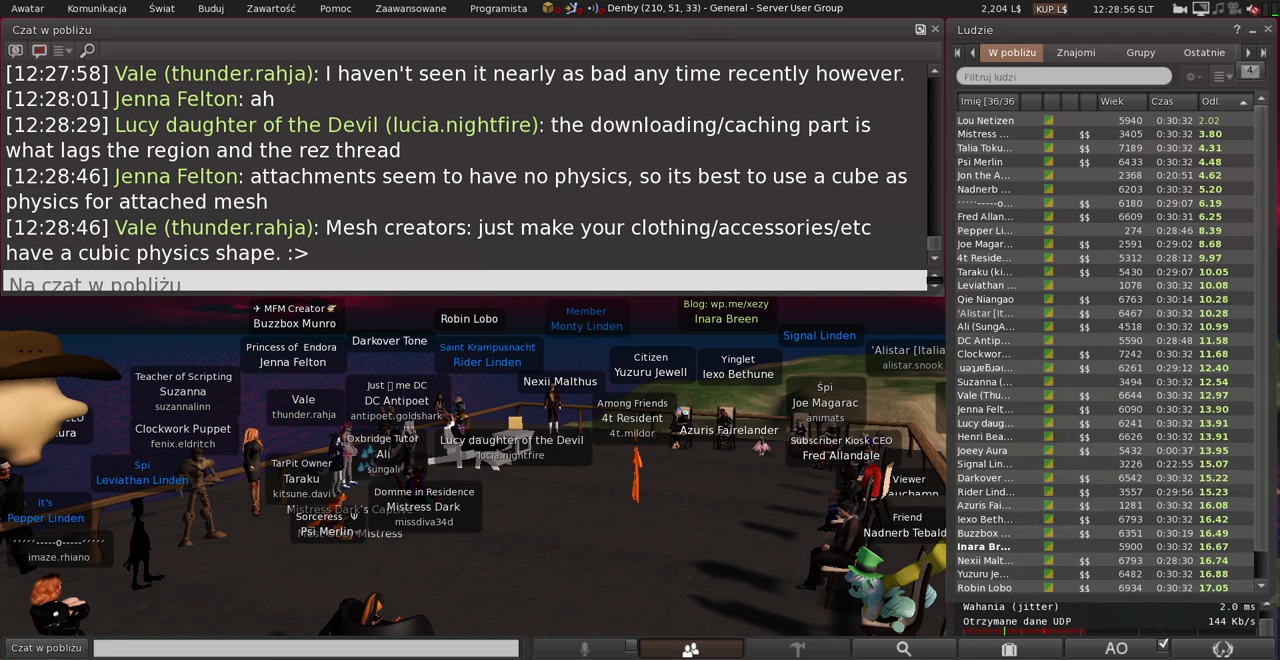 Awatar Komunikacja Świat Buduj Zawartość Pomoc Zaawansowane Programista Denby (210, 51, 33) - General - Server User Group 2,204 L$ KUP L$ 12:28:56 SLT
Czat w pobliżu
[12:27:58] Vale (thunder.rahja): I haven't seen it nearly as bad any time recently however.
[12:28:01] Jenna Felton: ah
[12:28:29] Lucy daughter of the Devil (lucia.nightfire): the downloading/caching part is
what lags the region and the rez thread
[12:28:46] Jenna Felton: attachments seem to have no physics, so its best to use a cube as
physics for attached mesh
[12:28:46] Vale (thunder.rahja): Mesh creators: just make your clothing/accessories/etc
have a cubic physics shape. :>
Na czat w pobliżu
✈ MFM Creator
Buzzbox Munro
Robin Lobo
Member
Monty Linden
Blog: wp.me/xezy
Inara Breen
Signal Linden
Princess of Endora
Jenna Felton
Darkover Tone
Saint Krampusnacht
Rider Linden
Citizen
Yuzuru Jewell
Yinglet
Iexo Bethune
'Alistar [Italia
alistar.snook
Teacher of Scripting
Suzanna
suzannalinn
Vale
thunder.rahja
Just me DC
DC Antipoet
antipoet.goldshark
Nexii Malthus
Among Friends
4t Resident
4t.mildor
Śpi
Joe Magarac
animats
Clockwork Puppet
fenix.eldritch
Oxbridge Tutor
Ali
sungali
Lucy daughter of the Devil
lucia.nightfire
Azuris Fairelander
Subscriber Kiosk CEO
Fred Allandale
Śpi
Leviathan Linden
TarPit Owner
Taraku
kitsune.davi
Domme in Residence
Mistress Dark
missdiva34d
Mistress Dark's
Sorceress Ψ
Psi Merlin
Mistress
Viewer
Friend
Nadnerb Tebald
It's
Pepper Linden
′′′′′-----o-----′′′′′
imaze.rhiano
Czat w pobliżu
AO
Ludzie
W pobliżu Znajomi Grupy Ostatnie
Filtruj ludzi 4
Imię [36/36 Wiek Czas Odl.
Lou Netizen 5940 0:30:32 2.02
Mistress ... $$ 3405 0:30:32 3.80
Talia Toku... $$ 7189 0:30:32 4.31
Psi Merlin $$ 6433 0:30:32 4.48
Jon the A... 2368 0:20:51 4.62
Nadnerb ... 6203 0:30:32 5.20
′′′′′-----o... $$ 6180 0:29:07 6.19
Fred Allan... $$ 6609 0:30:31 6.25
Pepper Li... 274 0:28:46 8.39
Joe Magar... $$ 2591 0:29:02 8.68
4t Reside... $$ 5312 0:28:12 9.97
Taraku (ki... $$ 5430 0:29:07 10.05
Leviathan ... 1078 0:30:32 10.08
Qie Niangao $$ 6763 0:30:14 10.28
'Alistar [It... $$ 6467 0:30:32 10.28
Ali (SungA... $$ 4518 0:30:32 10.99
DC Antip... 5590 0:28:48 11.58
Clockwor... $$ 7242 0:30:32 11.68
$$ 6261 0:29:12 12.40
Suzanna (... 3494 0:30:32 12.54
Vale (Thu... $$ 6644 0:30:32 12.97
Jenna Felt... $$ 6090 0:30:32 13.90
Lucy daug... $$ 6241 0:30:32 13.91
Henri Bea... $$ 6626 0:30:32 13.91
Joeey Aura $$ 5432 0:00:37 13.95
Signal Lin... 3226 0:22:55 15.07
Darkover ... $$ 6542 0:30:32 15.22
Rider Lind... $$ 3557 0:29:56 15.23
Azuris Fai... $$ 1281 0:30:32 16.08
Iexo Beth... $$ 6793 0:30:32 16.42
Buzzbox ... $$ 6351 0:30:19 16.49
Inara Br... 5900 0:30:32 16.67
Nexii Malt... $$ 6793 0:28:30 16.74
Yuzuru Je... $$ 6482 0:30:32 16.88
Robin Lobo $$ 6934 0:30:32 17.05
Wahania (jitter) 2.0 ms
Otrzymane dane UDP 144 Kb/s